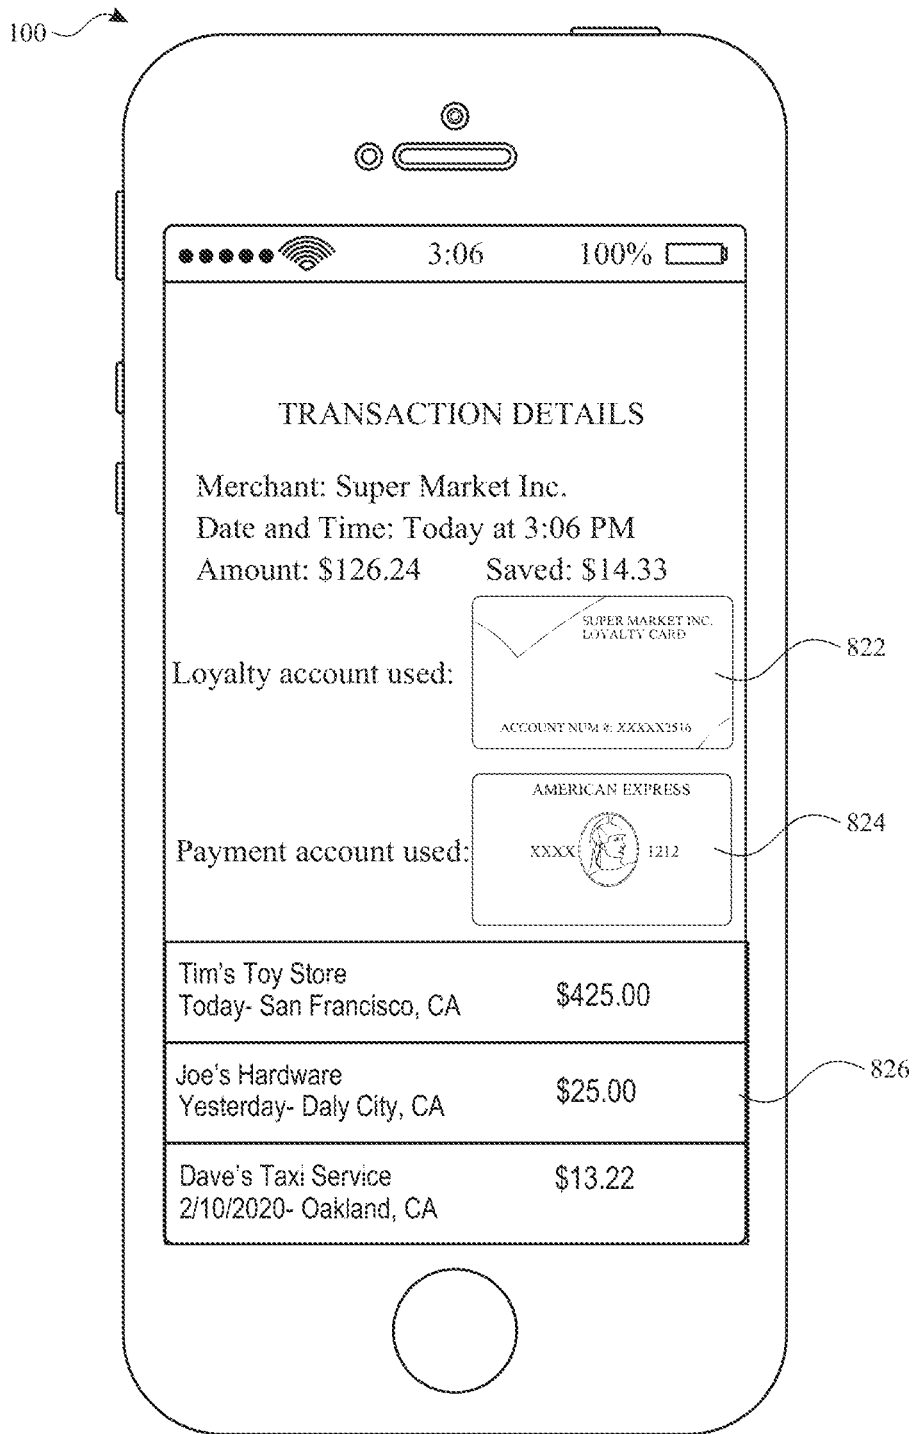 100
3:06 100%
TRANSACTION DETAILS
Merchant: Super Market Inc.
Date and Time: Today at 3:06 PM
Amount: $126.24 Saved: $14.33
SUPER MARKET INC.
LOYALTY CARD
822
Loyalty account used:
ACCOUNT NUM #: XXXXX2516
AMERICAN EXPRESS
824
Payment account used: XXXX 1212
Tim's Toy Store
Today- San Francisco, CA $425.00
Joe's Hardware
826
Yesterday- Daly City, CA $25.00
Dave's Taxi Service $13.22
2/10/2020- Oakland, CA